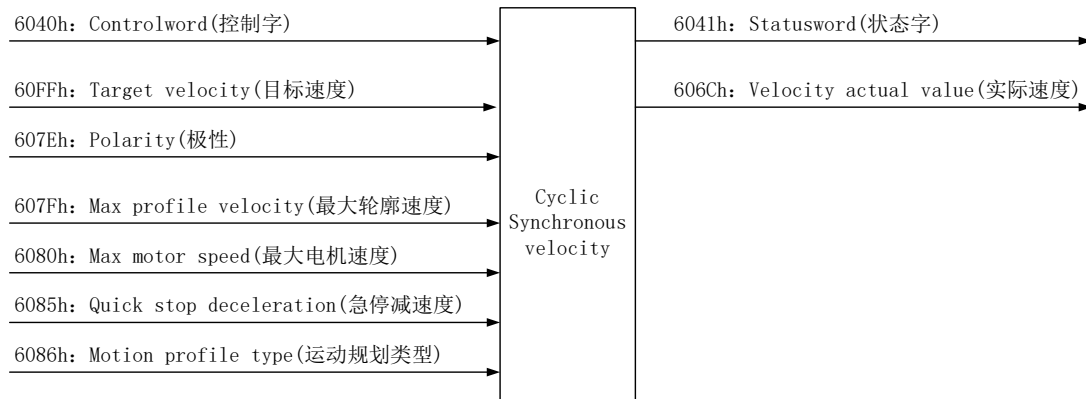 6040h: Controlword(控制字)
6041h: Statusword(状态字)
60FFh: Target velocity(目标速度)
606Ch: Velocity actual value(实际速度)
607Eh: Polarity(极性)
607Fh: Max profile velocity(最大轮廓速度)
6080h: Max motor speed(最大电机速度)
6085h: Quick stop deceleration(急停减速度)
6086h: Motion profile type(运动规划类型)
Cyclic
Synchronous
velocity